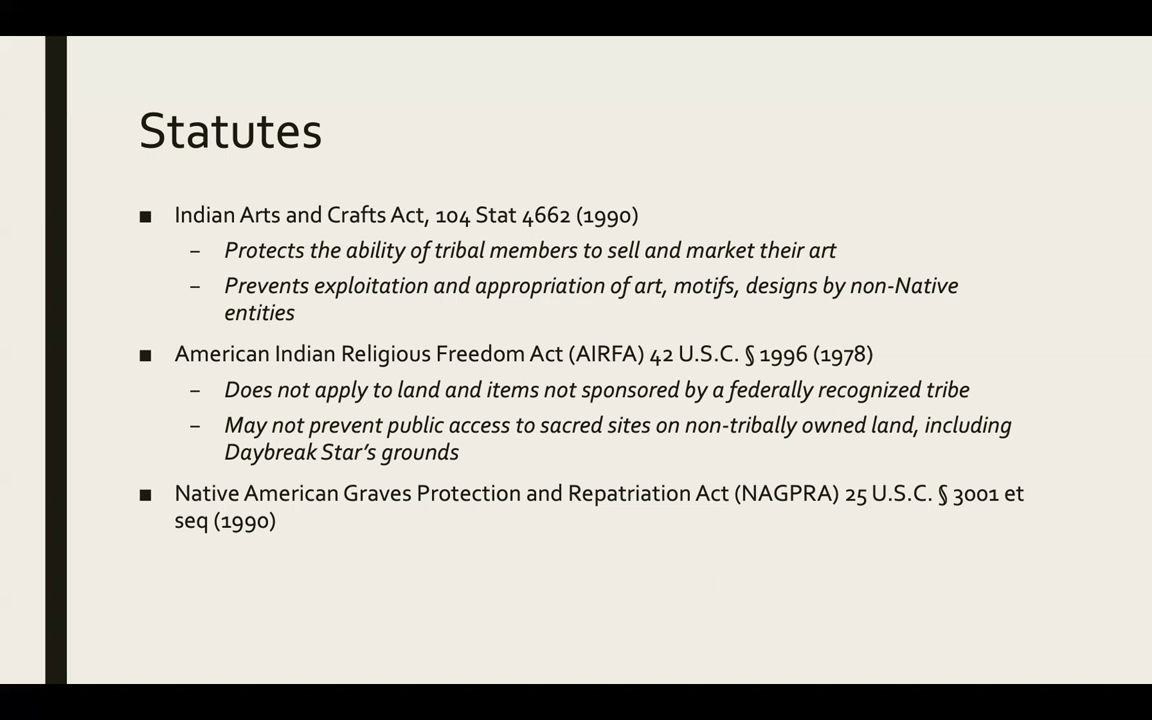 Statutes
■ Indian Arts and Crafts Act, 104 Stat 4662 (1990)
– Protects the ability of tribal members to sell and market their art
– Prevents exploitation and appropriation of art, motifs, designs by non-Native
entities
■ American Indian Religious Freedom Act (AIRFA) 42 U.S.C. § 1996 (1978)
– Does not apply to land and items not sponsored by a federally recognized tribe
– May not prevent public access to sacred sites on non-tribally owned land, including
Daybreak Star’s grounds
■ Native American Graves Protection and Repatriation Act (NAGPRA) 25 U.S.C. § 3001 et
seq (1990)